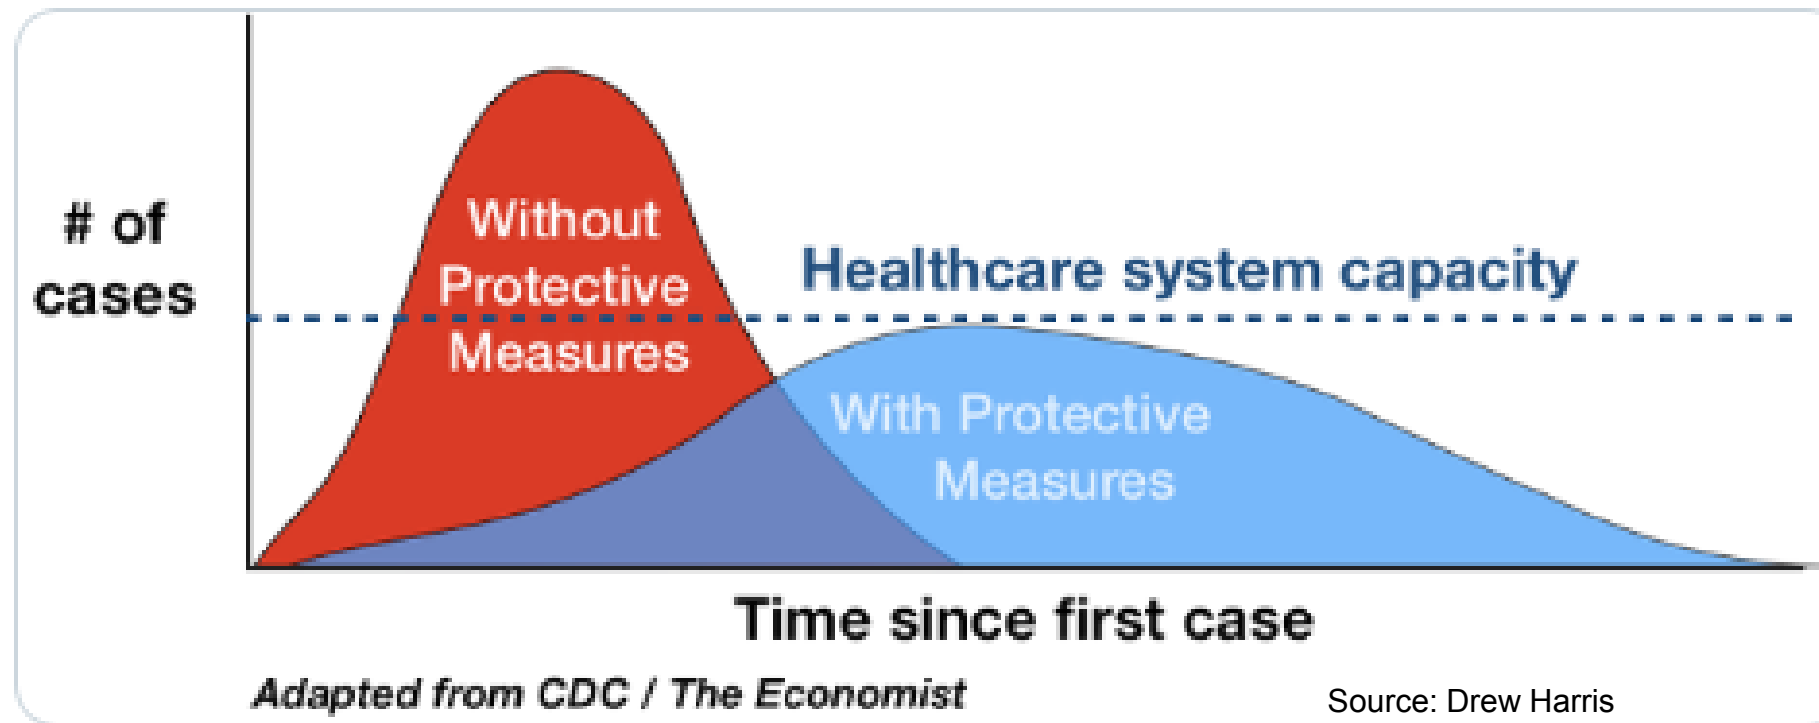 # of
cases
Without
Protective
Measures
Healthcare system capacity
With Protective
Measures
Time since first case
Adapted from CDC / The Economist
Source: Drew Harris